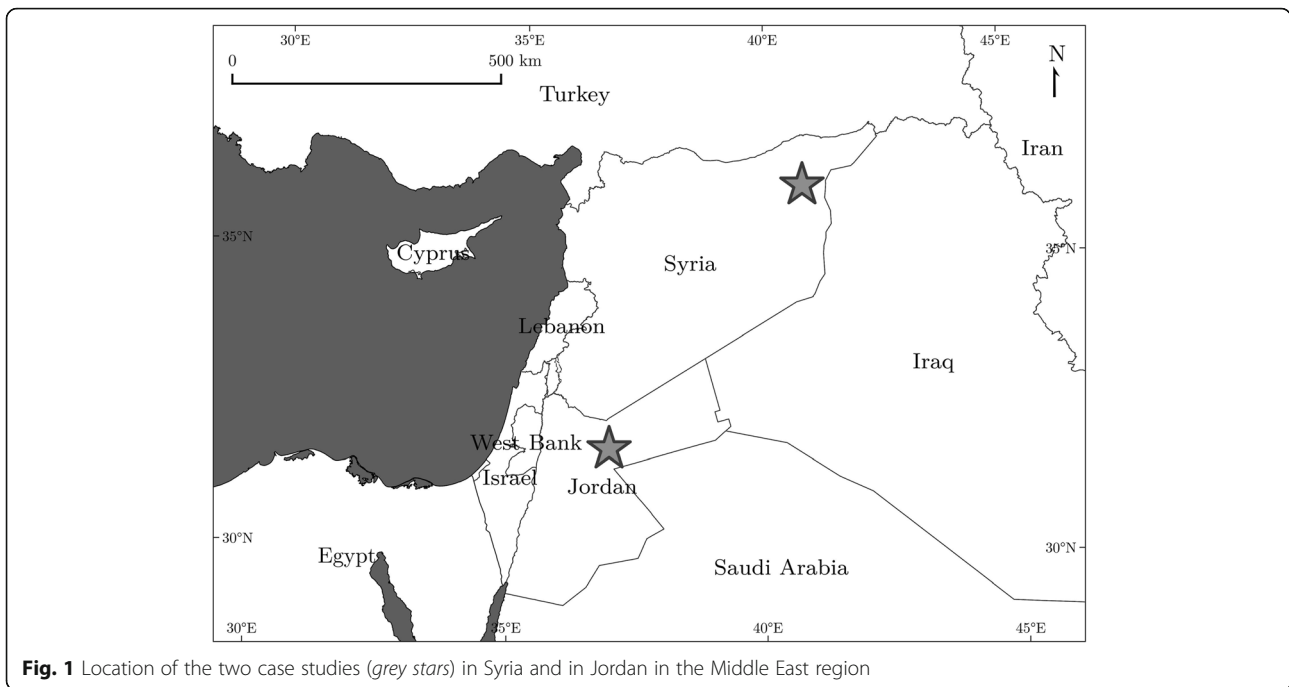 30°E 35°E 40°E 45°E
0 500 km
N
Turkey
Iran
35°N 35°N
Cyprus
Syria
Lebanon
Iraq
West Bank
Israel
Jordan
30°N 30°N
Egypt
Saudi Arabia
30°E 35°E 40°E 45°E
Fig. 1 Location of the two case studies (grey stars) in Syria and in Jordan in the Middle East region